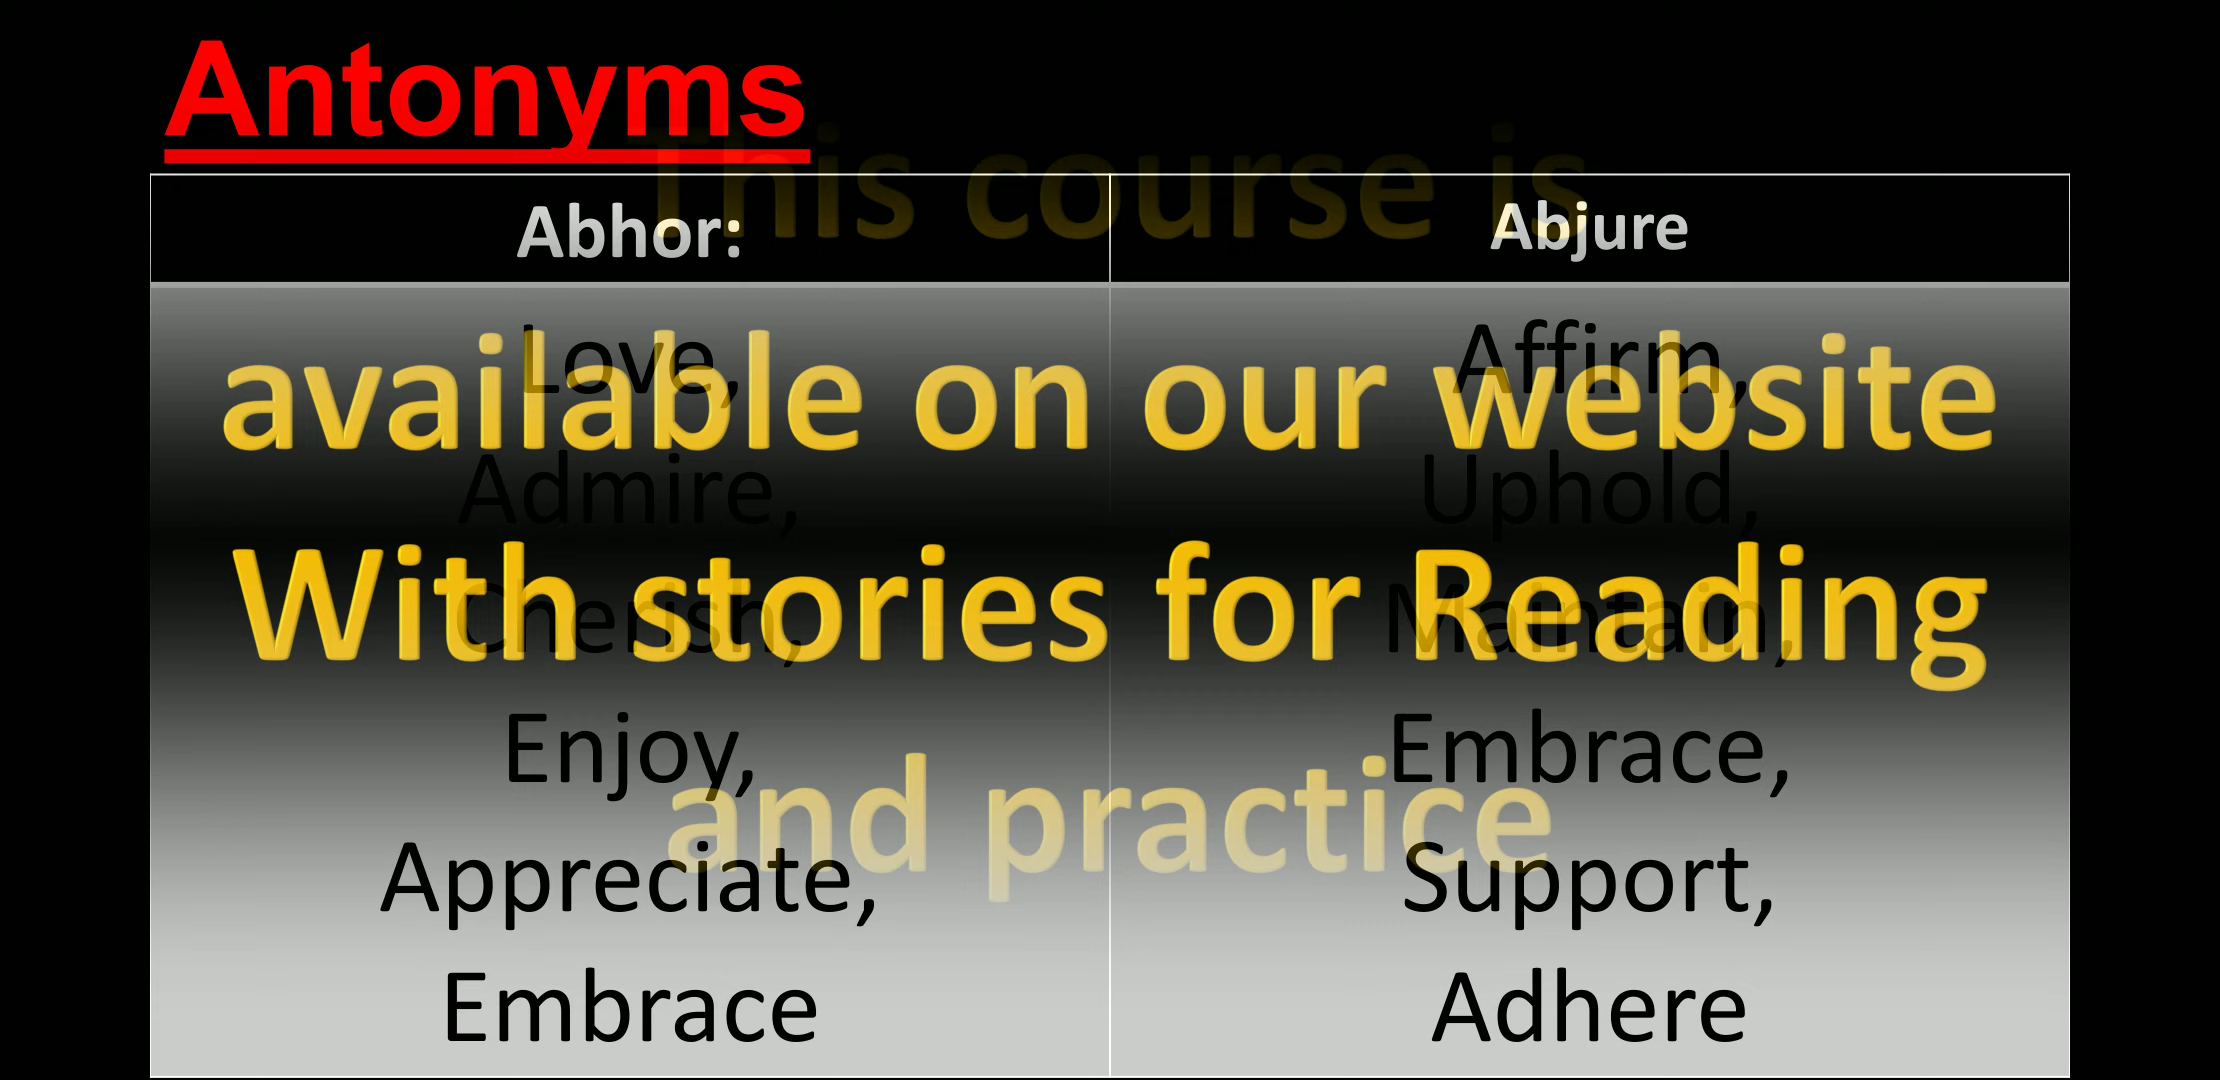 Antonyms
This course is
Abhor: Abjure
Love, Affirm,
available on our website
Admire, Uphold,
With stories for Reading
Cherish, Maintain,
Enjoy, Embrace,
and practice
Appreciate, Support,
Embrace Adhere